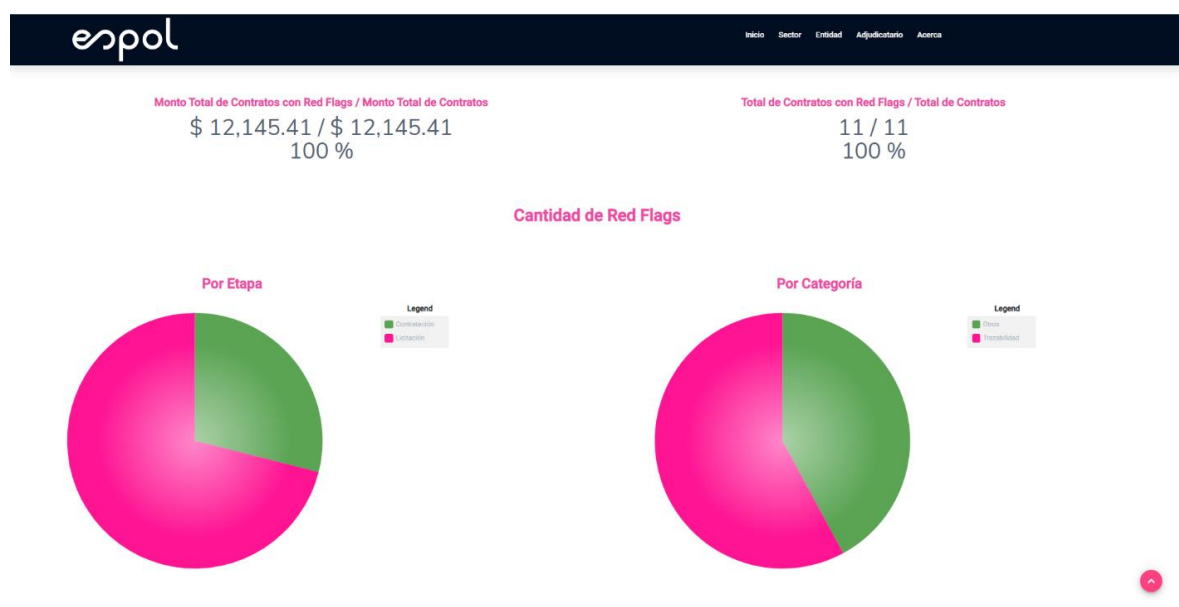 espol
Inicio Sector Entidad Adjudicatario Acerca
Monto Total de Contratos con Red Flags / Monto Total de Contratos
$ 12,145.41 / $ 12,145.41
100 %
Total de Contratos con Red Flags / Total de Contratos
11 / 11
100 %
Cantidad de Red Flags
Por Etapa
Legend
Contratación
Licitación
Por Categoría
Legend
Otros
Trazabilidad